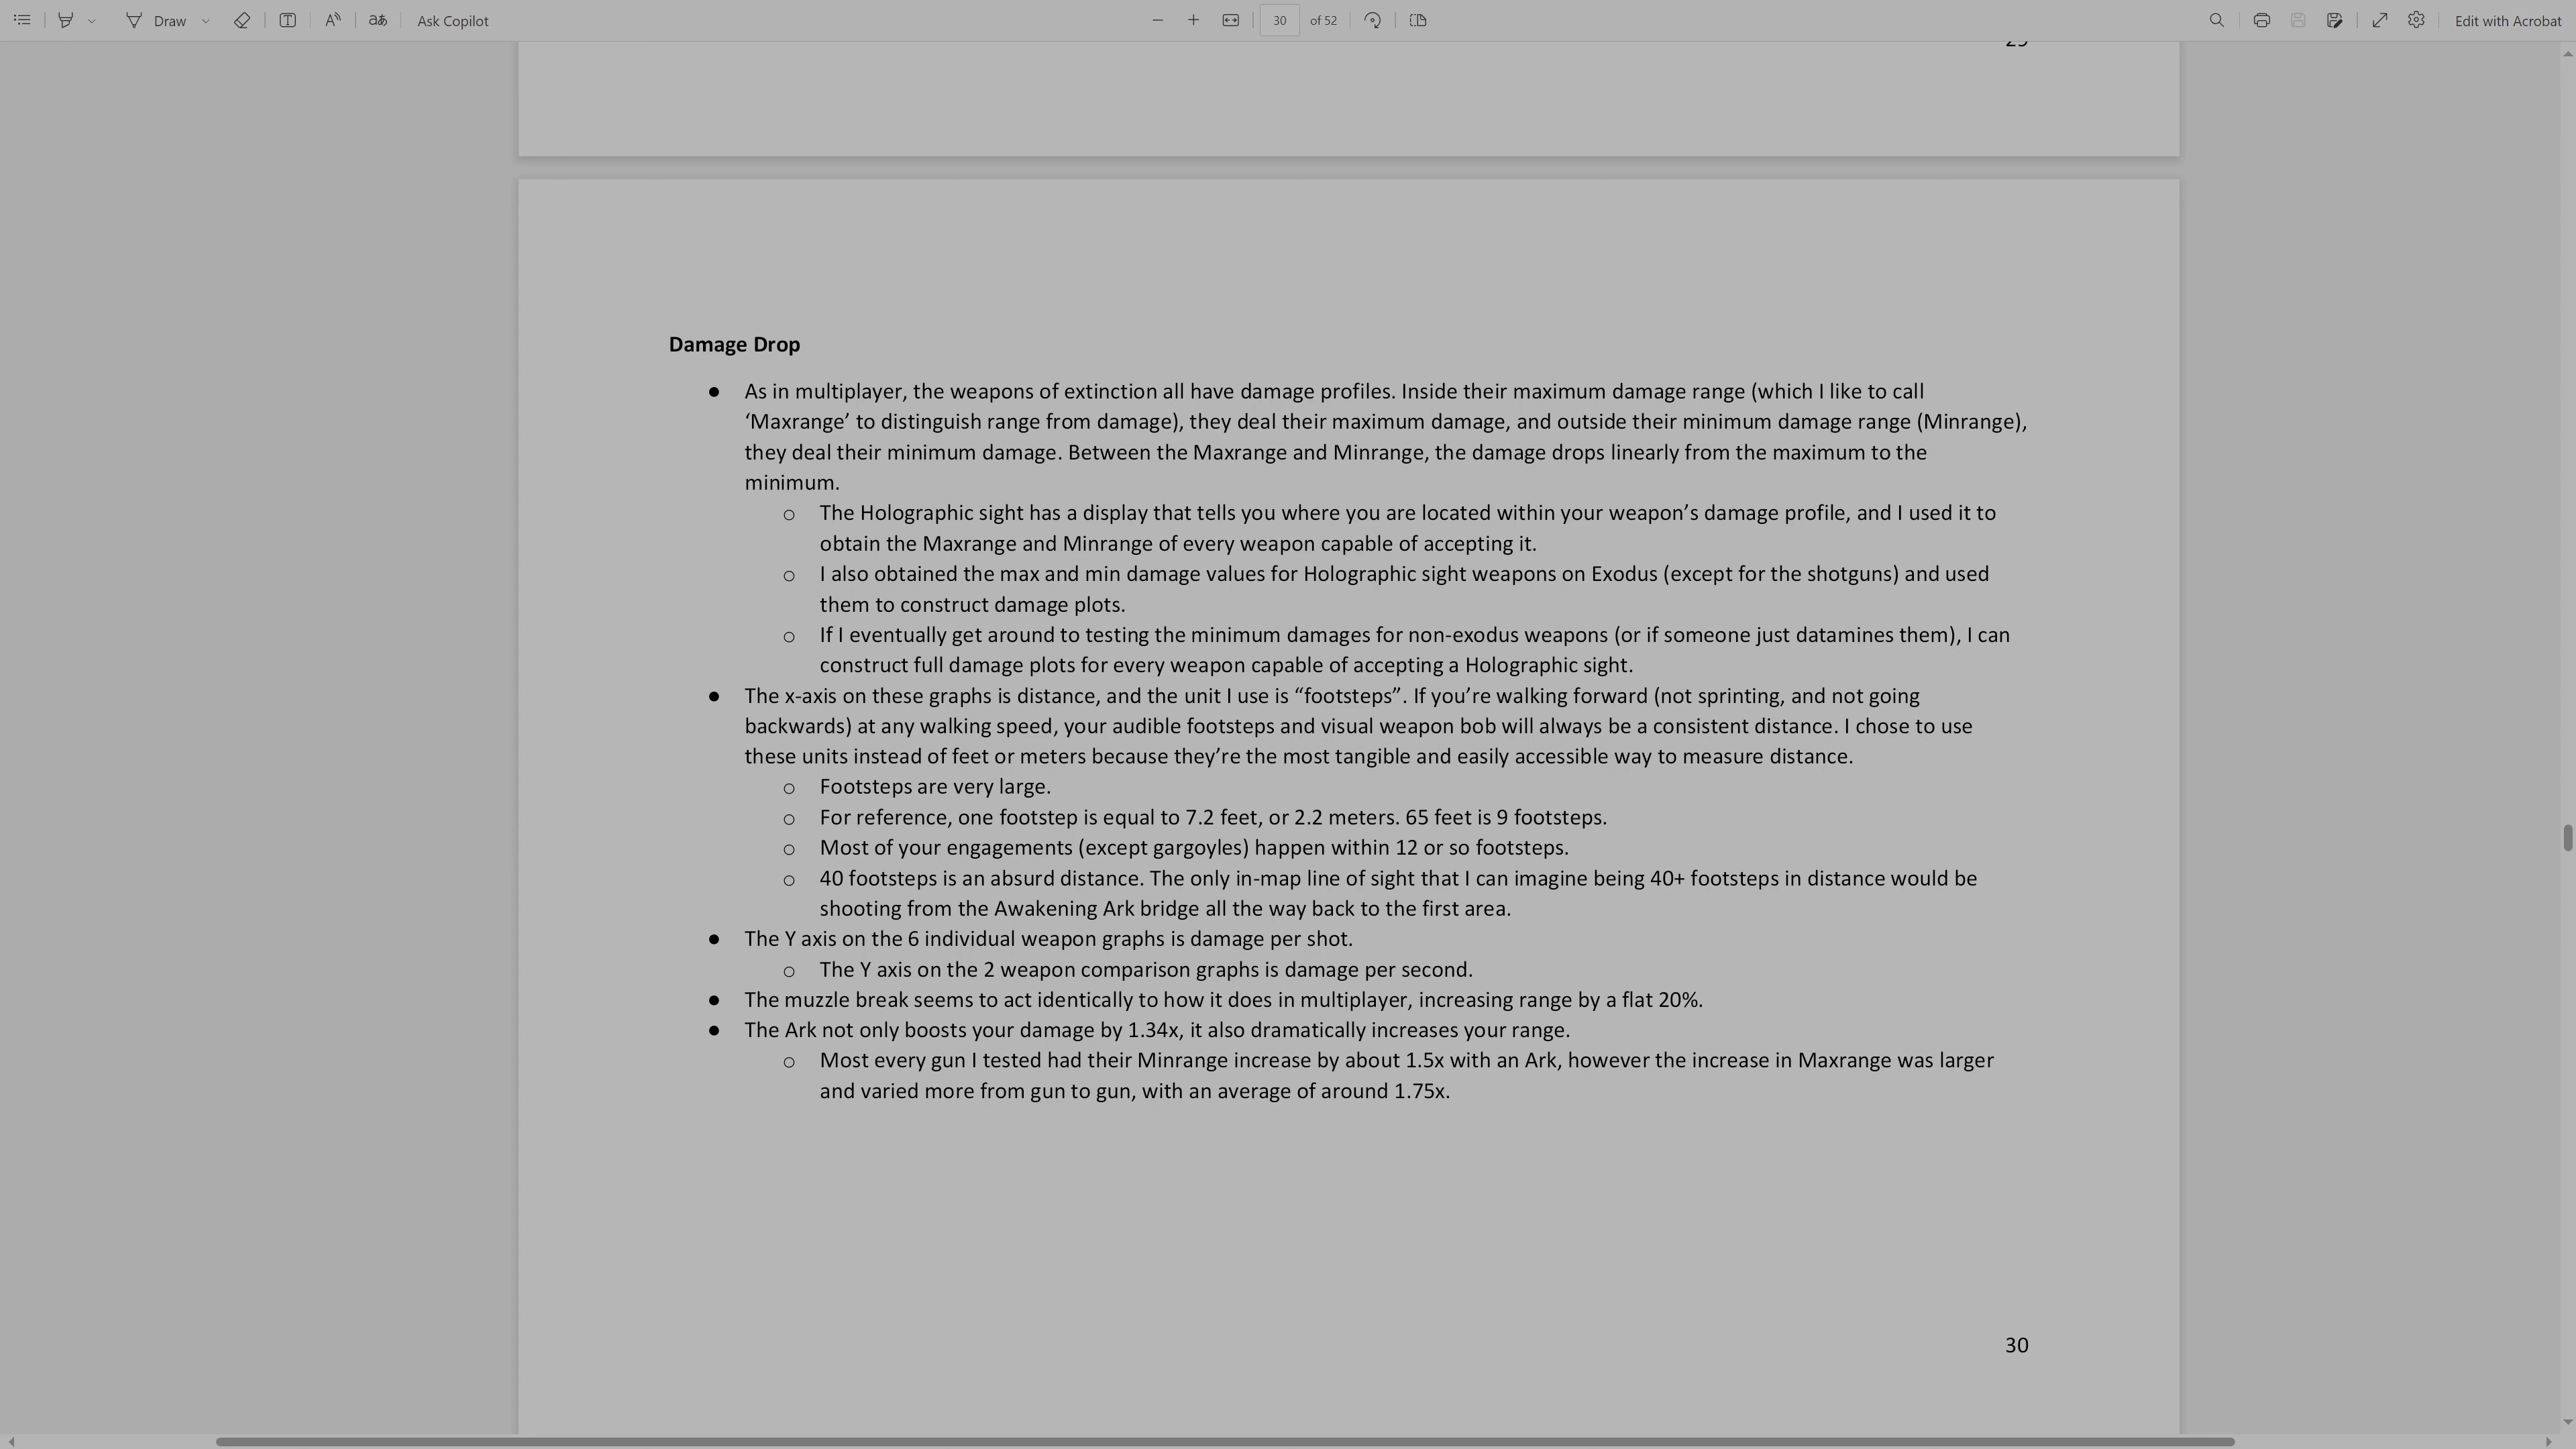 Draw
Ask Copilot
30 of 52
Edit with Acrobat
Damage Drop
● As in multiplayer, the weapons of extinction all have damage profiles. Inside their maximum damage range (which I like to call
‘Maxrange’ to distinguish range from damage), they deal their maximum damage, and outside their minimum damage range (Minrange),
they deal their minimum damage. Between the Maxrange and Minrange, the damage drops linearly from the maximum to the
minimum.
○ The Holographic sight has a display that tells you where you are located within your weapon’s damage profile, and I used it to
obtain the Maxrange and Minrange of every weapon capable of accepting it.
○ I also obtained the max and min damage values for Holographic sight weapons on Exodus (except for the shotguns) and used
them to construct damage plots.
○ If I eventually get around to testing the minimum damages for non-exodus weapons (or if someone just datamines them), I can
construct full damage plots for every weapon capable of accepting a Holographic sight.
● The x-axis on these graphs is distance, and the unit I use is “footsteps”. If you’re walking forward (not sprinting, and not going
backwards) at any walking speed, your audible footsteps and visual weapon bob will always be a consistent distance. I chose to use
these units instead of feet or meters because they’re the most tangible and easily accessible way to measure distance.
○ Footsteps are very large.
○ For reference, one footstep is equal to 7.2 feet, or 2.2 meters. 65 feet is 9 footsteps.
○ Most of your engagements (except gargoyles) happen within 12 or so footsteps.
○ 40 footsteps is an absurd distance. The only in-map line of sight that I can imagine being 40+ footsteps in distance would be
shooting from the Awakening Ark bridge all the way back to the first area.
● The Y axis on the 6 individual weapon graphs is damage per shot.
○ The Y axis on the 2 weapon comparison graphs is damage per second.
● The muzzle break seems to act identically to how it does in multiplayer, increasing range by a flat 20%.
● The Ark not only boosts your damage by 1.34x, it also dramatically increases your range.
○ Most every gun I tested had their Minrange increase by about 1.5x with an Ark, however the increase in Maxrange was larger
and varied more from gun to gun, with an average of around 1.75x.
30